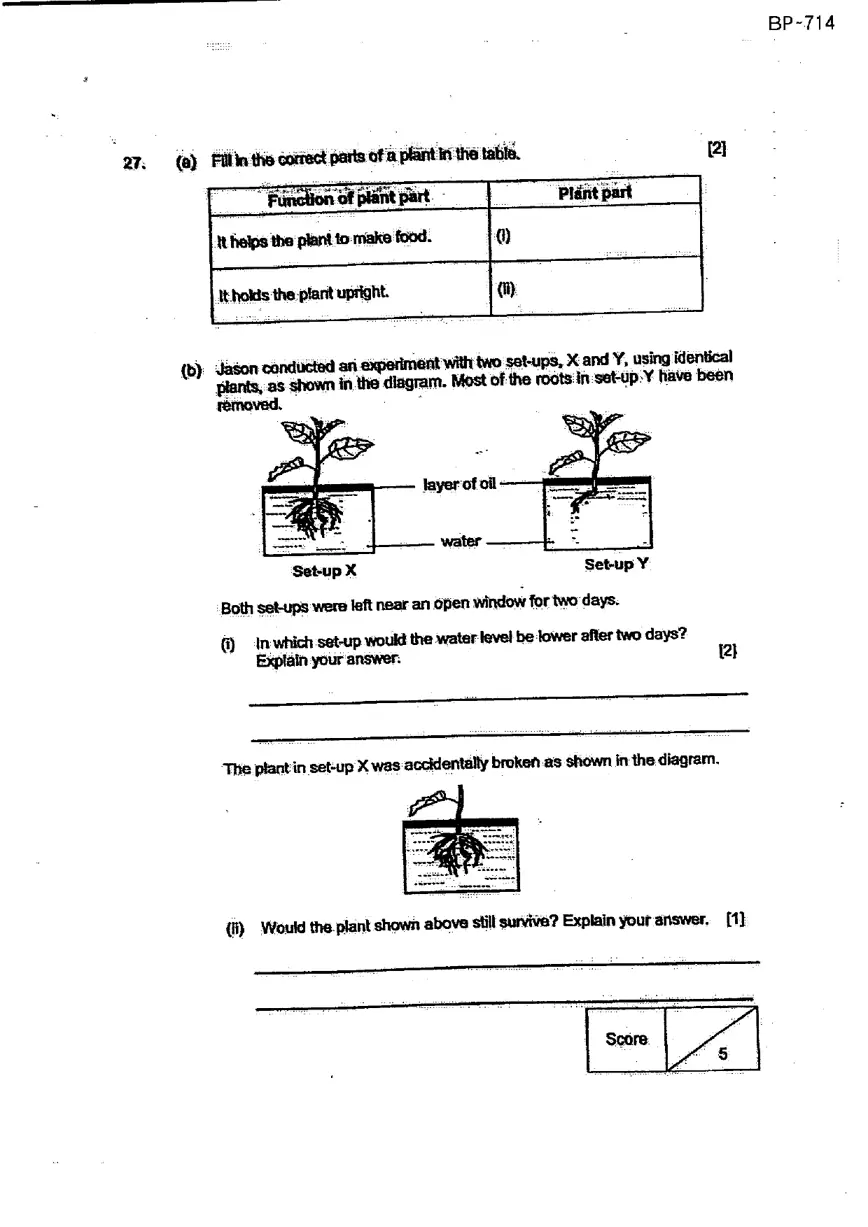 BP-714
27. (a) Fill in the correct parts of a plant in the table. [2]
Function of plant part Plant part
It helps the plant to make food. (i)
It holds the plant upright. (ii)
(b) Jason conducted an experiment with two set-ups, X and Y, using identical
plants, as shown in the diagram. Most of the roots in set-up Y have been
removed.
layer of oil
water
Set-up X Set-up Y
Both set-ups were left near an open window for two days.
(i) In which set-up would the water level be lower after two days?
Explain your answer. [2]
The plant in set-up X was accidentally broken as shown in the diagram.
(ii) Would the plant shown above still survive? Explain your answer. [1]
Score
5